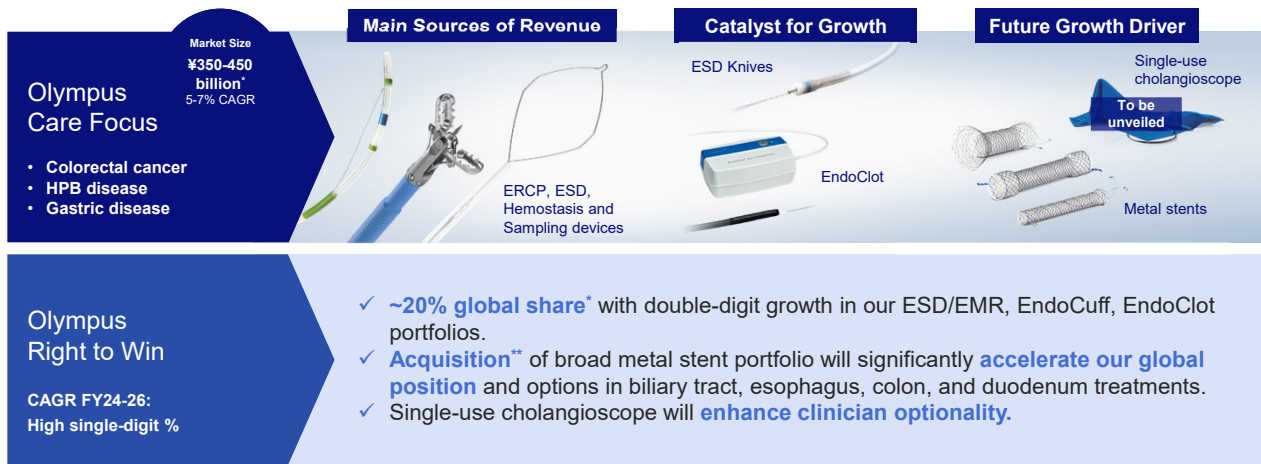 Main Sources of Revenue
Catalyst for Growth
Future Growth Driver
Market Size
¥350-450
billion*
5-7% CAGR
Olympus
Care Focus
• Colorectal cancer
• HPB disease
• Gastric disease
ERCP, ESD,
Hemostasis and
Sampling devices
ESD Knives
EndoClot
Single-use
cholangioscope
To be
unveiled
Metal stents
Olympus
Right to Win
CAGR FY24-26:
High single-digit %
✓ ~20% global share* with double-digit growth in our ESD/EMR, EndoCuff, EndoClot
portfolios.
✓ Acquisition** of broad metal stent portfolio will significantly accelerate our global
position and options in biliary tract, esophagus, colon, and duodenum treatments.
✓ Single-use cholangioscope will enhance clinician optionality.